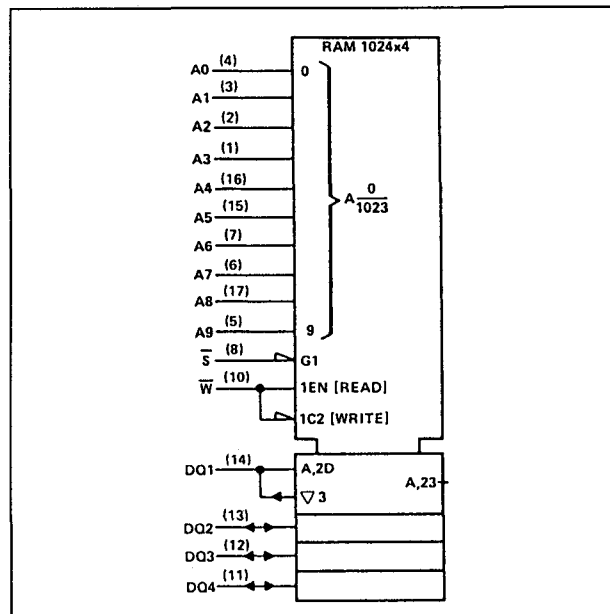 RAM 1024x4
A0 (4) 0
A1 (3)
A2 (2)
A3 (1)
A4 (16)
A5 (15)
A 0/1023
A6 (7)
A7 (6)
A8 (17)
A9 (5) 9
S̅ (8) G1
W̅ (10) 1EN [READ]
1C2 [WRITE]
DQ1 (14) A,2D
A,23
▽3
DQ2 (13)
DQ3 (12)
DQ4 (11)